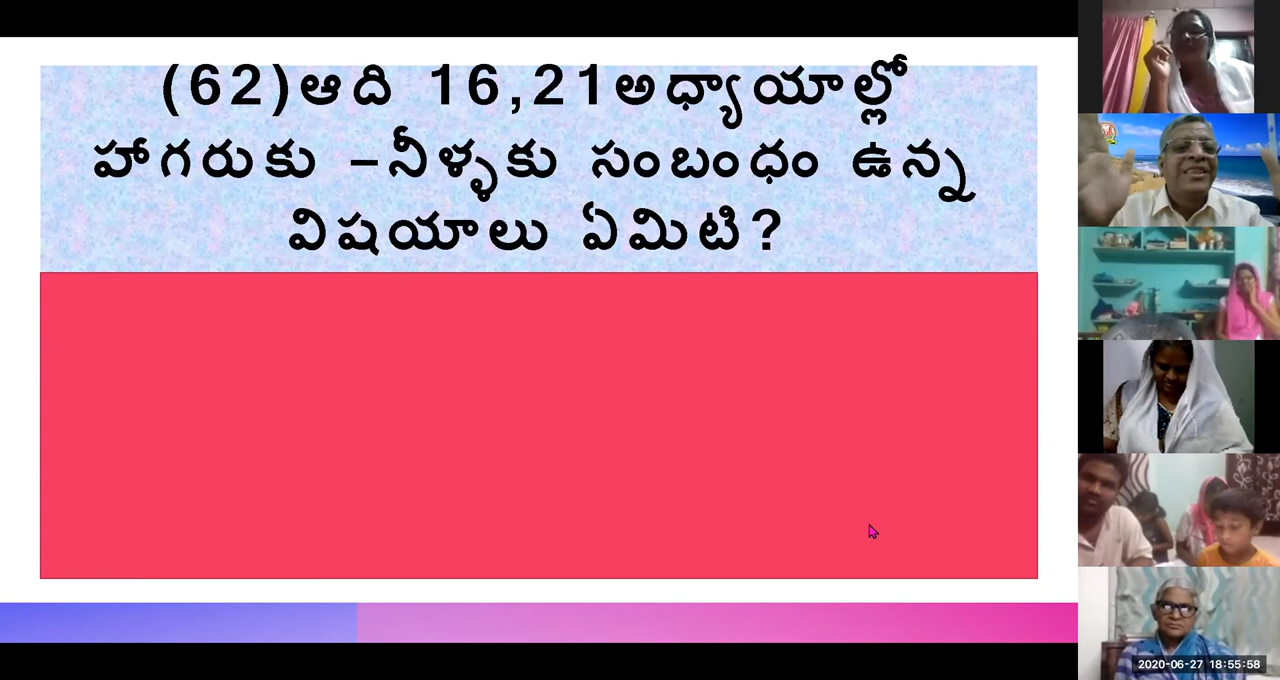 (62)ఆది 16,21అధ్యాయాల్లో
హాగరుకు –నీళ్ళకు సంబంధం ఉన్న
విషయాలు ఏమిటి?
2020-06-27 18:55:58